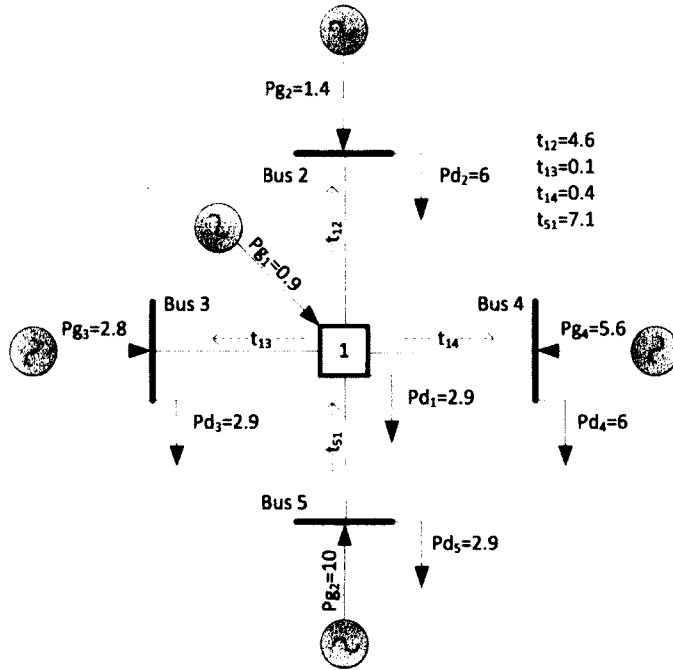 Pg₂=1.4
t₁₂=4.6
t₁₃=0.1
t₁₄=0.4
t₅₁=7.1
Bus 2
Pd₂=6
t₁₂
Pg₁=0.9
Bus 3
Bus 4
Pg₃=2.8
t₁₃
1
t₁₄
Pg₄=5.6
Pd₃=2.9
Pd₁=2.9
Pd₄=6
t₅₁
Bus 5
Pd₅=2.9
Pg₂=10